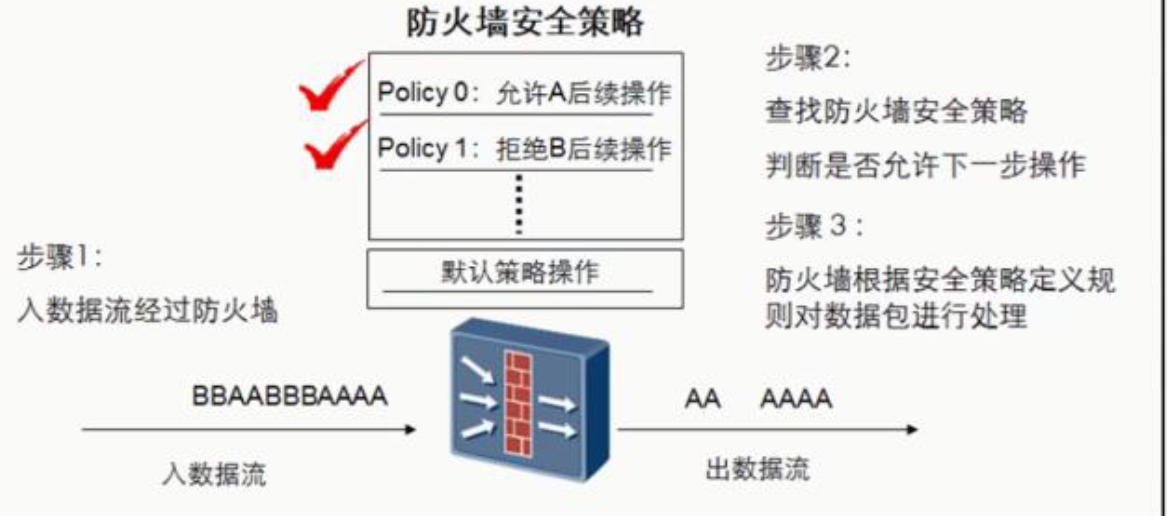 防火墙安全策略
Policy 0：允许A后续操作
Policy 1：拒绝B后续操作
默认策略操作
步骤1：
入数据流经过防火墙
步骤2：
查找防火墙安全策略
判断是否允许下一步操作
步骤 3：
防火墙根据安全策略定义规
则对数据包进行处理
BBAABBBAAAA
入数据流
AA AAAA
出数据流